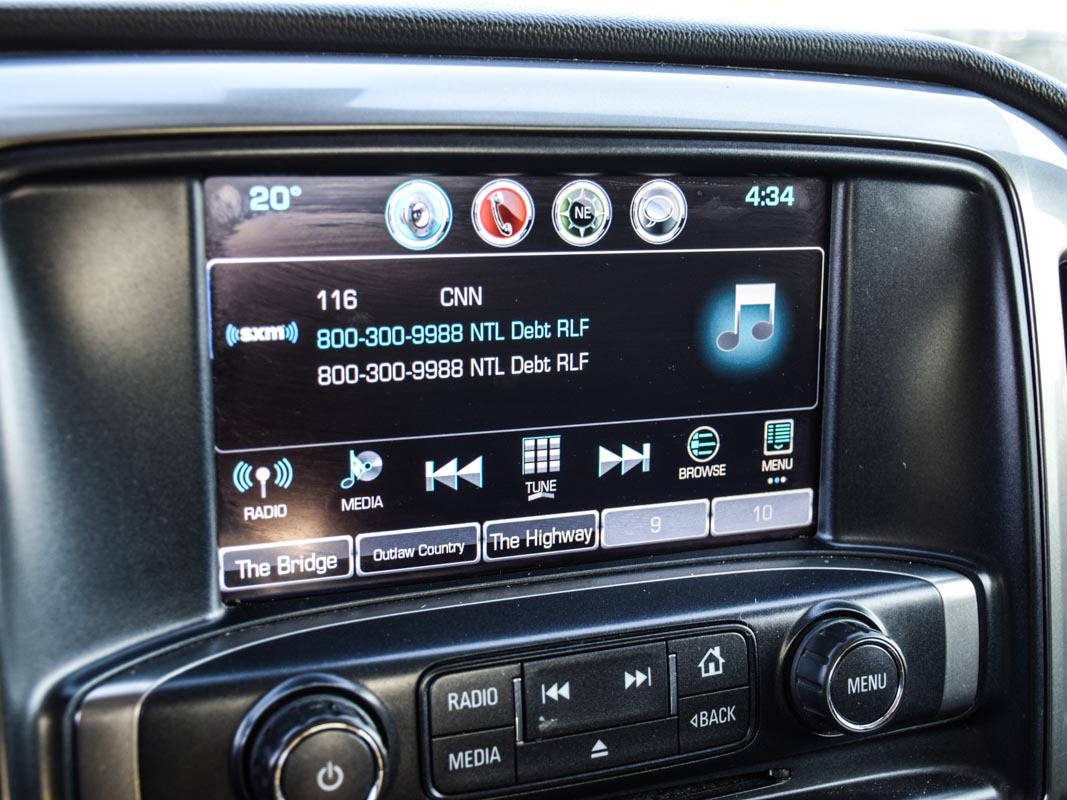 20°
NE
4:34
116 CNN
sxm
800-300-9988 NTL Debt RLF
800-300-9988 NTL Debt RLF
RADIO
MEDIA
TUNE
BROWSE
MENU
The Bridge
Outlaw Country
The Highway
9
10
RADIO
MEDIA
BACK
MENU